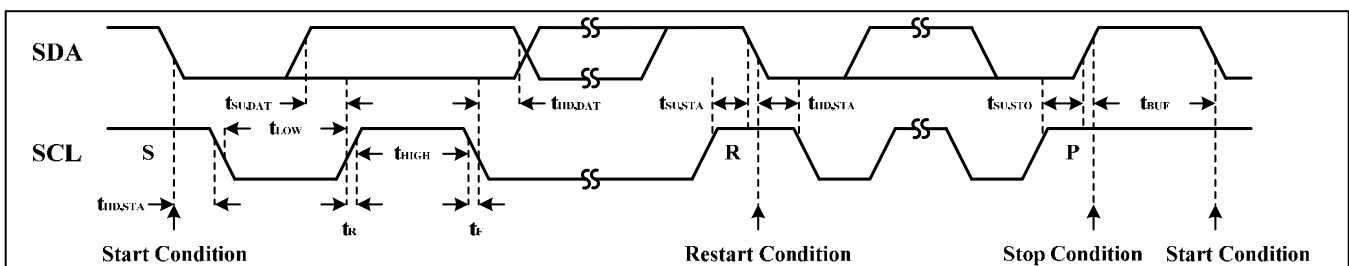 SDA
tSU,DAT tHD,DAT tSU,STA tHD,STA tSU,STO tBUF
tLOW
SCL S tHIGH R P
tHD,STA
tR tF
Start Condition Restart Condition Stop Condition Start Condition